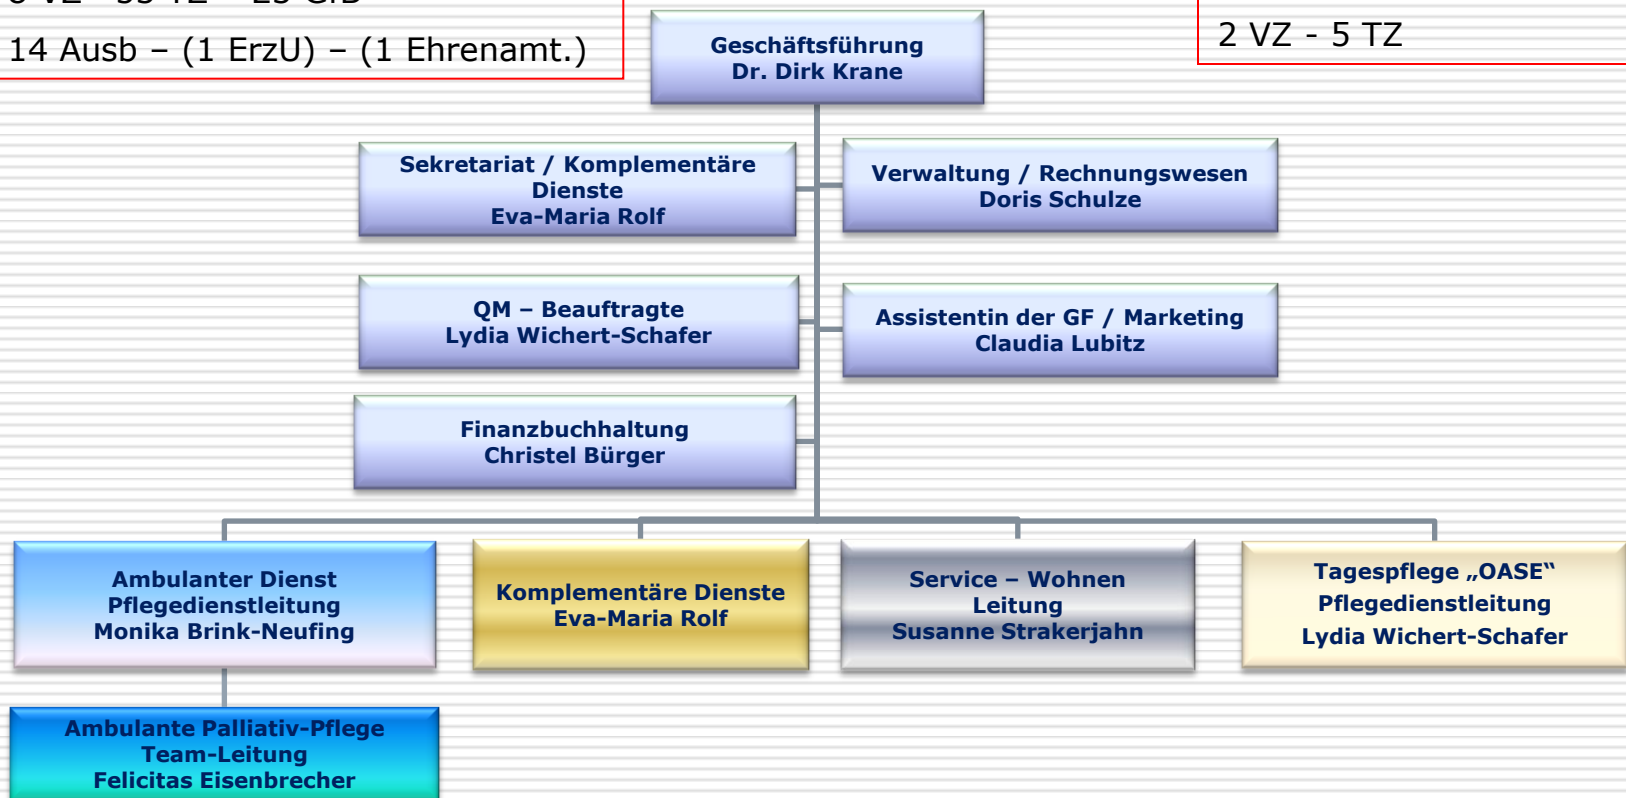 14 Ausb – (1 ErzU) – (1 Ehrenamt.)
2 VZ - 5 TZ
Geschäftsführung
Dr. Dirk Krane
Sekretariat / Komplementäre
Dienste
Eva-Maria Rolf
Verwaltung / Rechnungswesen
Doris Schulze
QM – Beauftragte
Lydia Wichert-Schafer
Assistentin der GF / Marketing
Claudia Lubitz
Finanzbuchhaltung
Christel Bürger
Ambulanter Dienst
Pflegedienstleitung
Monika Brink-Neufing
Komplementäre Dienste
Eva-Maria Rolf
Service – Wohnen
Leitung
Susanne Strakerjahn
Tagespflege „OASE“
Pflegedienstleitung
Lydia Wichert-Schafer
Ambulante Palliativ-Pflege
Team-Leitung
Felicitas Eisenbrecher